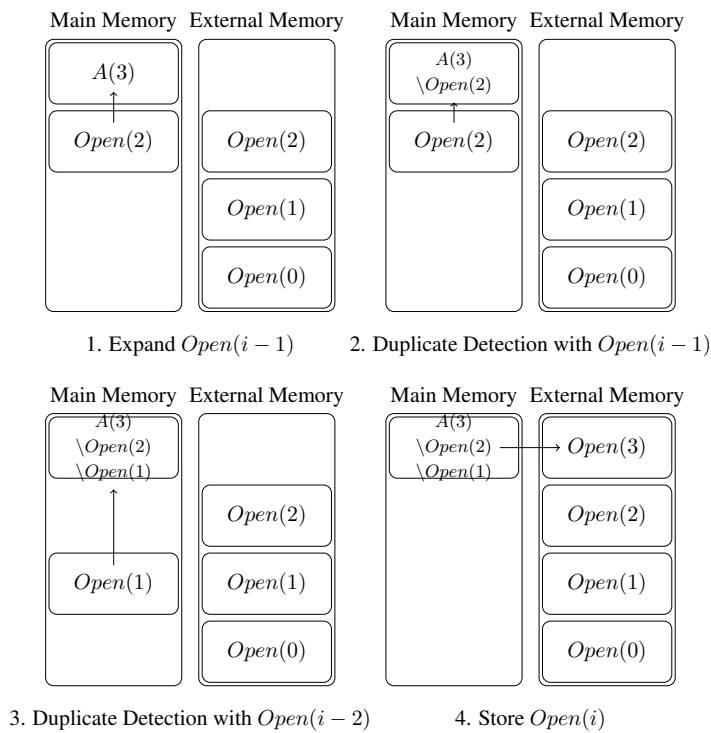 Main Memory External Memory
A(3)
Open(2)
Open(2)
Open(1)
Open(0)
1. Expand Open(i − 1)
Main Memory External Memory
A(3)
\Open(2)
Open(2)
Open(2)
Open(1)
Open(0)
2. Duplicate Detection with Open(i − 1)
Main Memory External Memory
A(3)
\Open(2)
\Open(1)
Open(1)
Open(2)
Open(1)
Open(0)
3. Duplicate Detection with Open(i − 2)
Main Memory External Memory
A(3)
\Open(2)
\Open(1)
Open(3)
Open(2)
Open(1)
Open(0)
4. Store Open(i)